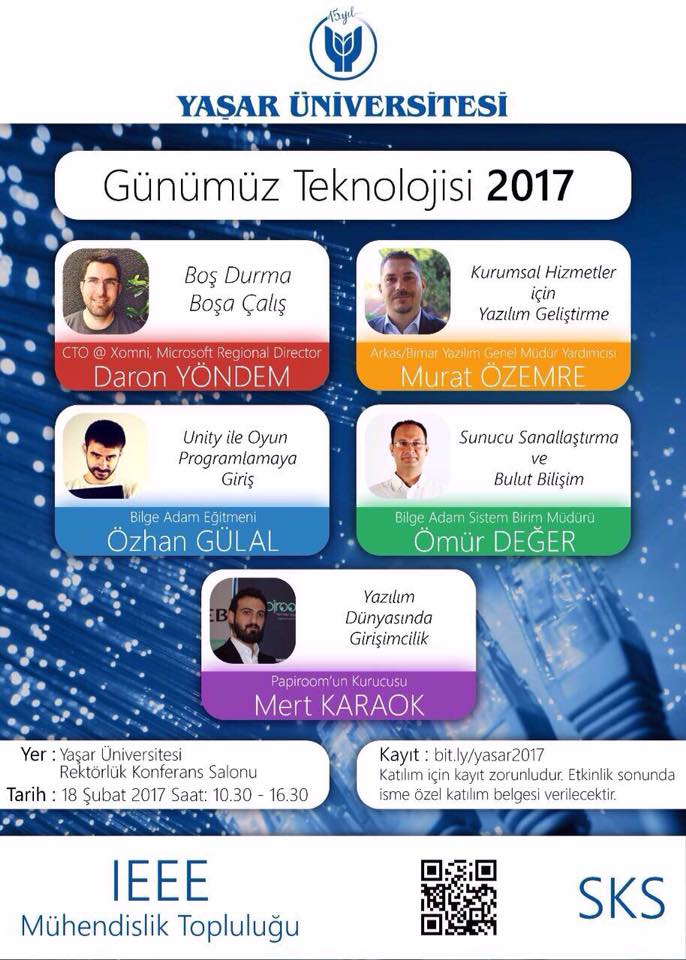 15.yıl
YAŞAR ÜNİVERSİTESİ
Günümüz Teknolojisi 2017
Boş Durma
Boşa Çalış
CTO @ Xomni, Microsoft Regional Director
Daron YÖNDEM
Kurumsal Hizmetler
için
Yazılım Geliştirme
Arkas/Bimar Yazılım Genel Müdür Yardımcısı
Murat ÖZEMRE
Unity ile Oyun
Programlamaya
Giriş
Bilge Adam Eğitmeni
Özhan GÜLAL
Sunucu Sanallaştırma
ve
Bulut Bilişim
Bilge Adam Sistem Birim Müdürü
Ömür DEĞER
Yazılım
Dünyasında
Girişimcilik
Papiroom'un Kurucusu
Mert KARAOK
Yer : Yaşar Üniversitesi
Rektörlük Konferans Salonu
Tarih : 18 Şubat 2017 Saat: 10.30 - 16.30
Kayıt : bit.ly/yasar2017
Katılım için kayıt zorunludur. Etkinlik sonunda
isme özel katılım belgesi verilecektir.
IEEE
Mühendislik Topluluğu
SKS